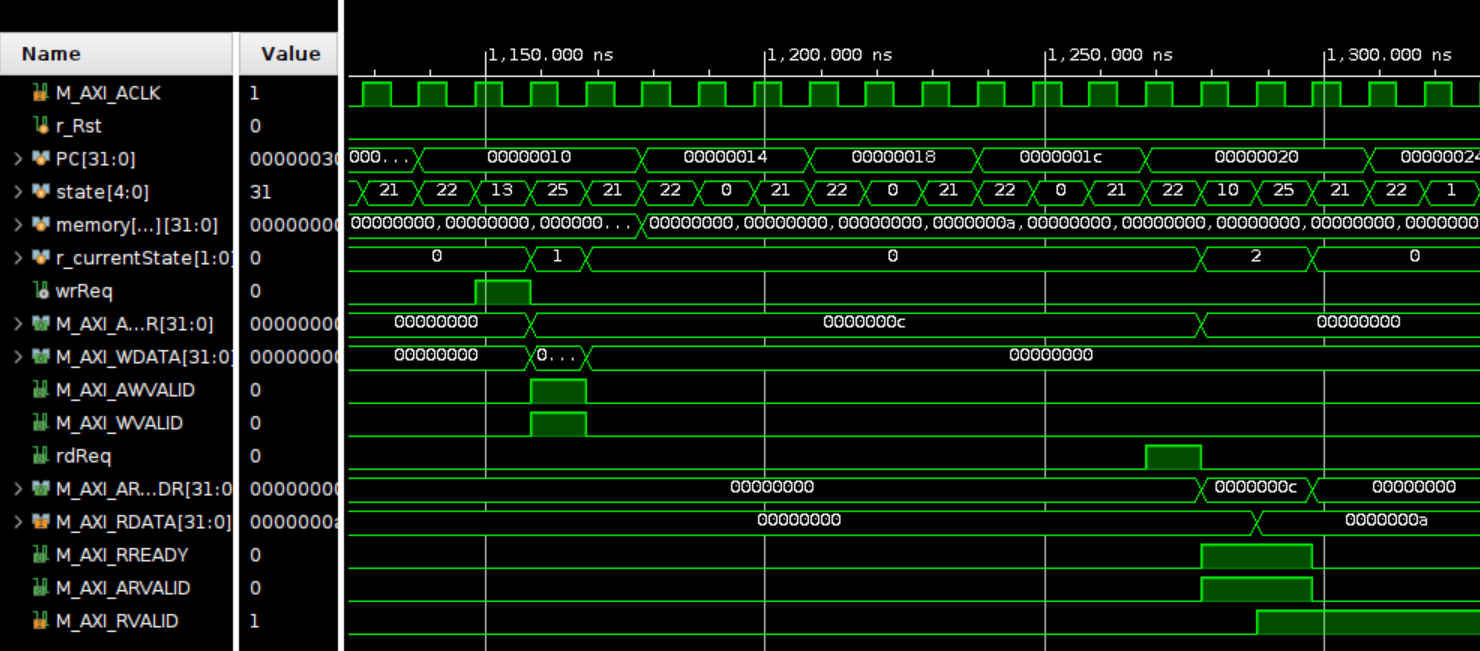 1,150.000 ns 1,200.000 ns 1,250.000 ns 1,300.000 ns
Name Value
M_AXI_ACLK 1
r_Rst 0
PC[31:0] 00000030 000... 00000010 00000014 00000018 0000001c 00000020 00000024
state[4:0] 31 21 22 13 25 21 22 0 21 22 0 21 22 0 21 22 10 25 21 22 1
memory[...][31:0] 00000000 00000000,00000000,000000... 00000000,00000000,00000000,0000000a,00000000,00000000,00000000,00000000,00000000
r_currentState[1:0] 0 0 1 0 2 0
wrReq 0
M_AXI_A...R[31:0] 00000000 00000000 0000000c 00000000
M_AXI_WDATA[31:0] 00000000 00000000 0... 00000000
M_AXI_AWVALID 0
M_AXI_WVALID 0
rdReq 0
M_AXI_AR...DR[31:0 00000000 00000000 0000000c 00000000
M_AXI_RDATA[31:0] 0000000a 00000000 0000000a
M_AXI_RREADY 0
M_AXI_ARVALID 0
M_AXI_RVALID 1